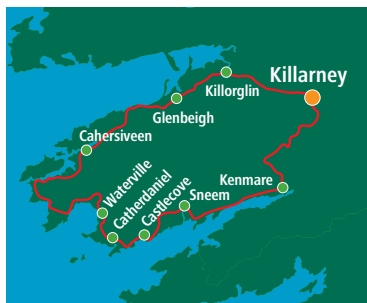 Killarney
Killorglin
Glenbeigh
Cahersiveen
Waterville
Catherdaniel
Castlecove
Sneem
Kenmare